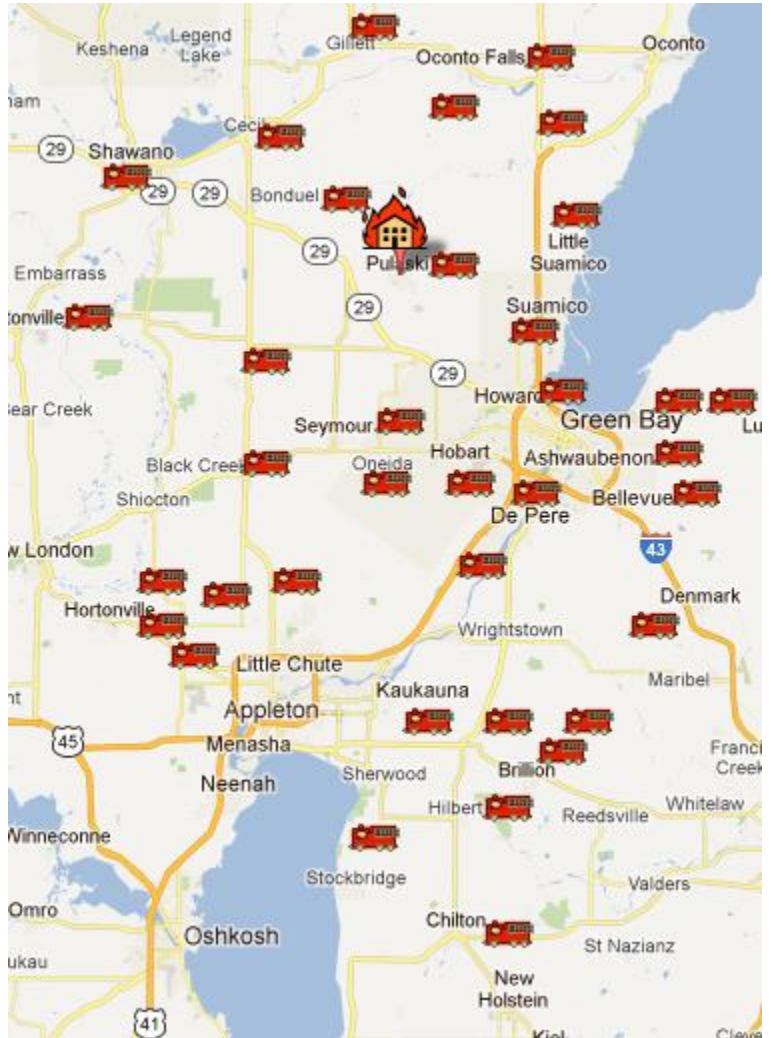 Legend
Lake
Keshena
Gillett
Oconto
Oconto Falls
Cecil
29
Shawano
29
29
Bonduel
Little
Suamico
29
Pulaski
Embarrass
29
Suamico
29
Howard
Green Bay
Seymour
Hobart
Ashwaubenon
Black Creek
Oneida
Bellevue
Shiocton
De Pere
43
Hortonville
Denmark
Wrightstown
Little Chute
Maribel
Kaukauna
Appleton
45
Menasha
Sherwood
Brillion
Neenah
Hilbert
Whitelaw
Reedsville
Winneconne
Stockbridge
Valders
Omro
Chilton
Oshkosh
St Nazianz
New
Holstein
41